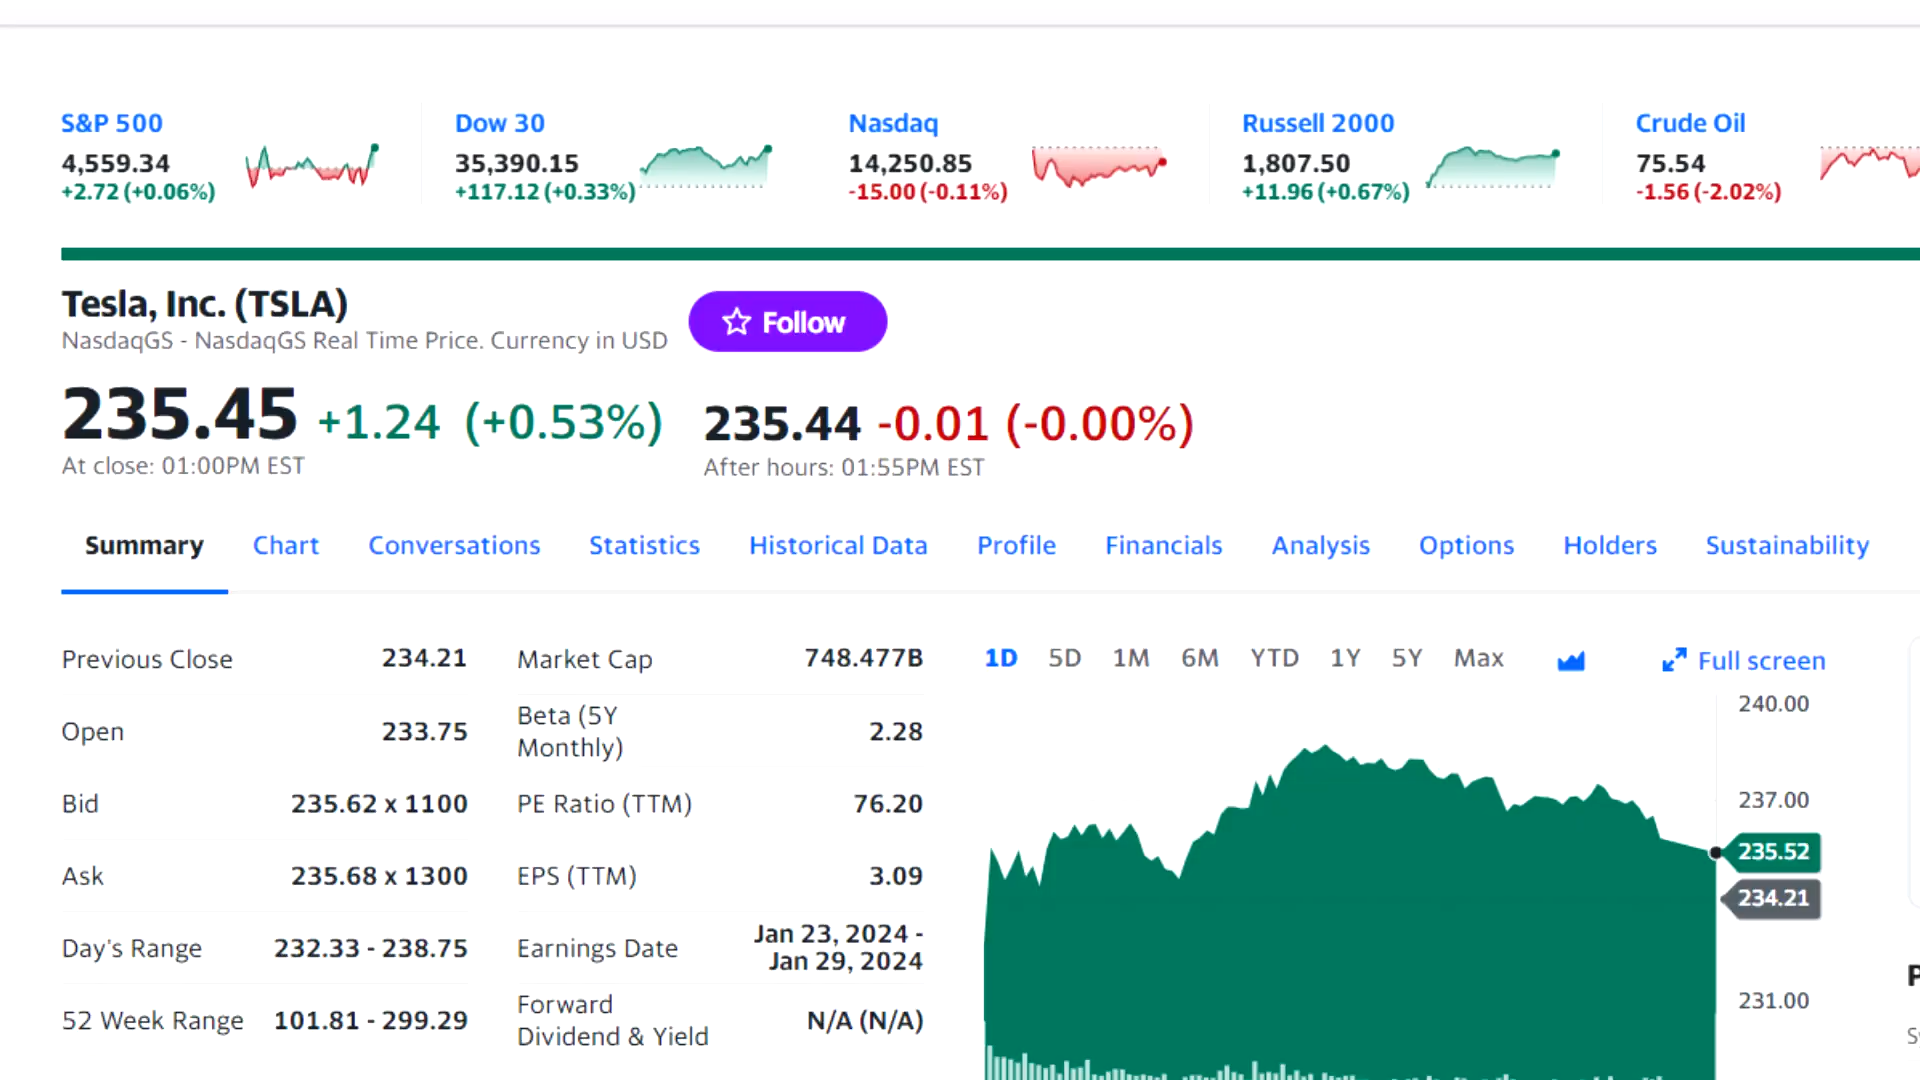 S&P 500
4,559.34
+2.72 (+0.06%)
Dow 30
35,390.15
+117.12 (+0.33%)
Nasdaq
14,250.85
-15.00 (-0.11%)
Russell 2000
1,807.50
+11.96 (+0.67%)
Crude Oil
75.54
-1.56 (-2.02%)
Tesla, Inc. (TSLA)
NasdaqGS - NasdaqGS Real Time Price. Currency in USD
Follow
235.45 +1.24 (+0.53%)
At close: 01:00PM EST
235.44 -0.01 (-0.00%)
After hours: 01:55PM EST
Summary Chart Conversations Statistics Historical Data Profile Financials Analysis Options Holders Sustainability
Previous Close 234.21
Open 233.75
Bid 235.62 x 1100
Ask 235.68 x 1300
Day's Range 232.33 - 238.75
52 Week Range 101.81 - 299.29
Market Cap 748.477B
Beta (5Y
Monthly) 2.28
PE Ratio (TTM) 76.20
EPS (TTM) 3.09
Earnings Date Jan 23, 2024 -
Jan 29, 2024
Forward
Dividend & Yield N/A (N/A)
1D 5D 1M 6M YTD 1Y 5Y Max Full screen
240.00
237.00
235.52
234.21
231.00